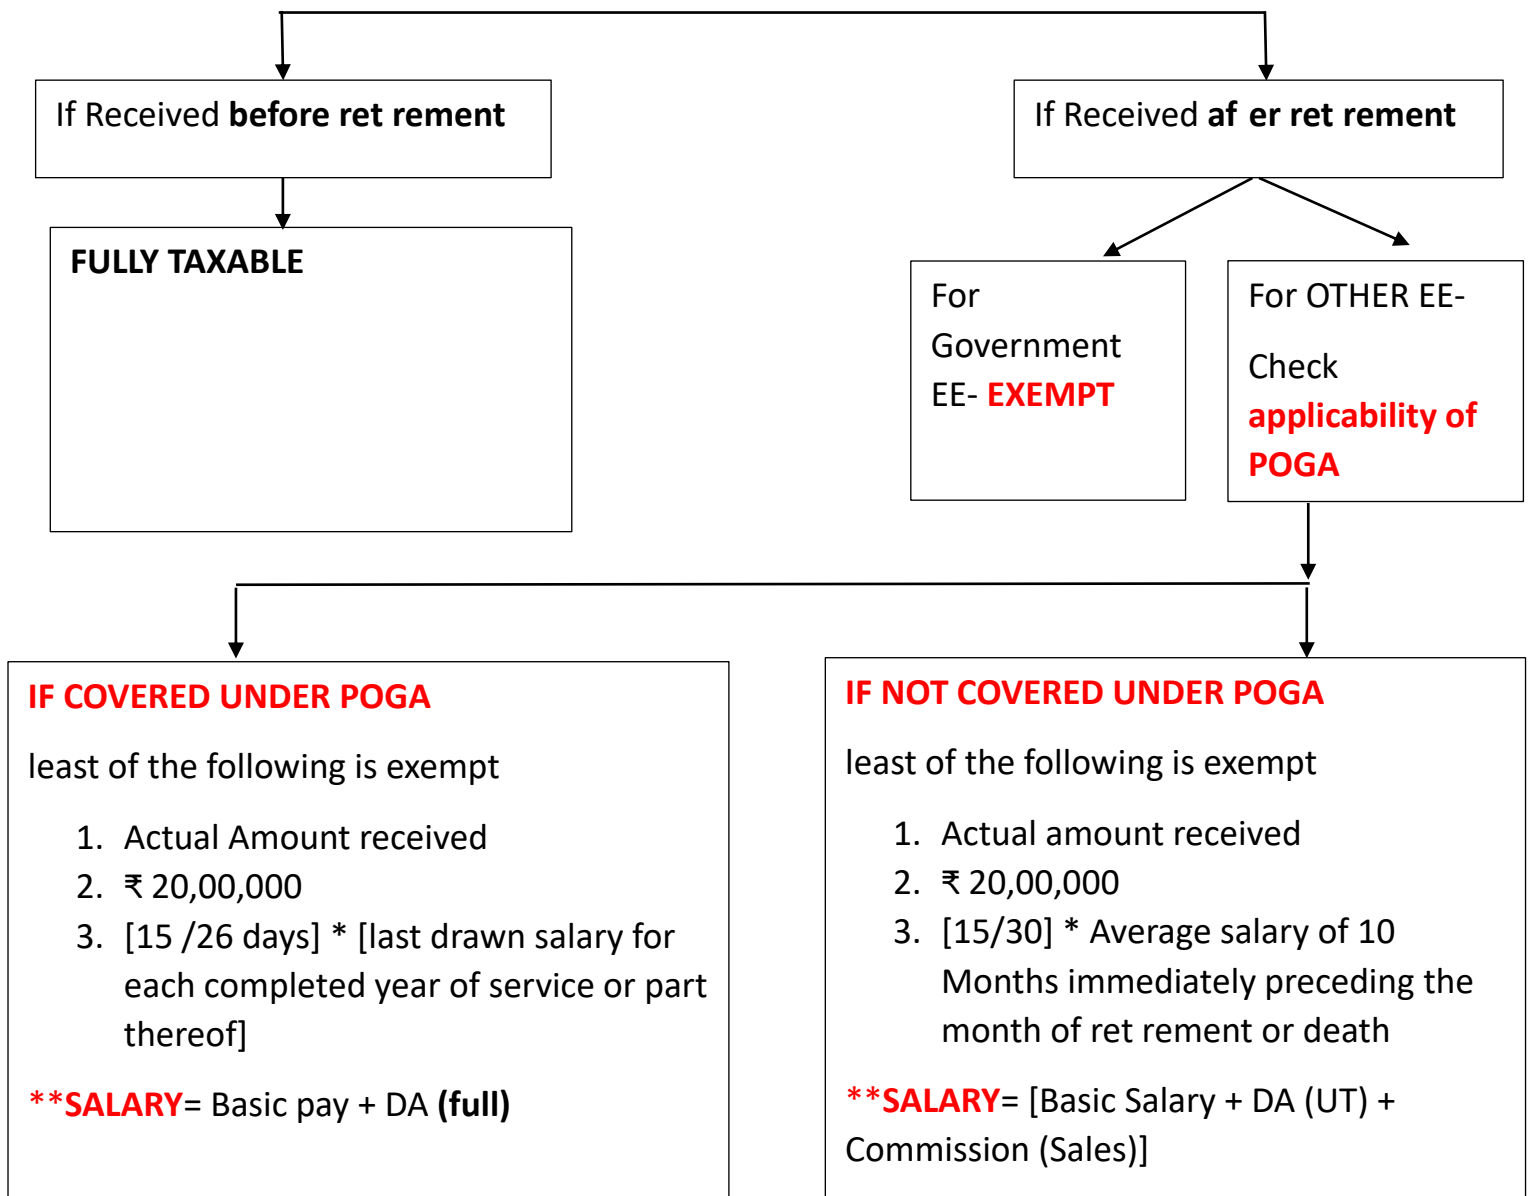 If Received before ret rement
If Received af er ret rement
FULLY TAXABLE
For
Government
EE- EXEMPT
For OTHER EE-
Check
applicability of
POGA
IF COVERED UNDER POGA
least of the following is exempt
1. Actual Amount received
2. ₹ 20,00,000
3. [15 /26 days] * [last drawn salary for
each completed year of service or part
thereof]
**SALARY= Basic pay + DA (full)
IF NOT COVERED UNDER POGA
least of the following is exempt
1. Actual amount received
2. ₹ 20,00,000
3. [15/30] * Average salary of 10
Months immediately preceding the
month of ret rement or death
**SALARY= [Basic Salary + DA (UT) +
Commission (Sales)]